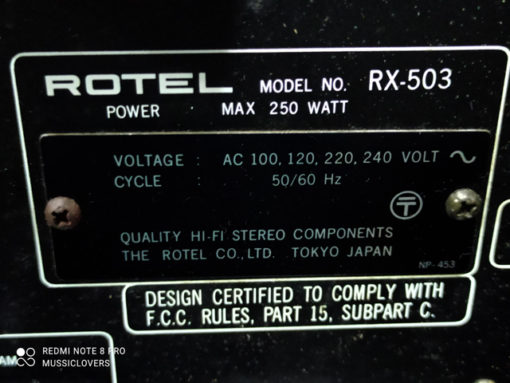 ROTEL MODEL NO. RX-503
POWER MAX 250 WATT
VOLTAGE : AC 100, 120, 220, 240 VOLT ~
CYCLE : 50/60 Hz
QUALITY HI-FI STEREO COMPONENTS
THE ROTEL CO., LTD. TOKYO JAPAN
NP-453
DESIGN CERTIFIED TO COMPLY WITH
F.C.C. RULES, PART 15, SUBPART C.
AM
REDMI NOTE 8 PRO
MUSSICLOVERS